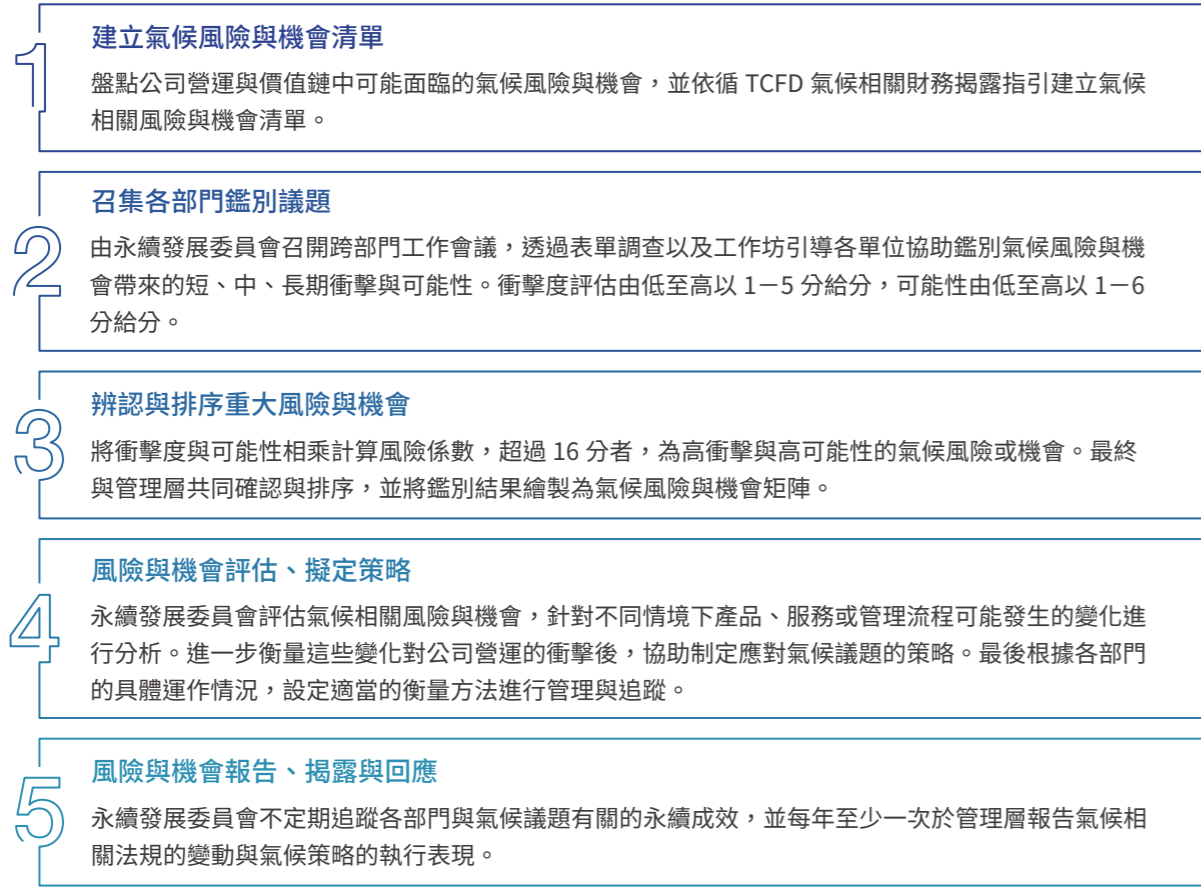 1
建立氣候風險與機會清單
盤點公司營運與價值鏈中可能面臨的氣候風險與機會，並依循 TCFD 氣候相關財務揭露指引建立氣候
相關風險與機會清單。
2
召集各部門鑑別議題
由永續發展委員會召開跨部門工作會議，透過表單調查以及工作坊引導各單位協助鑑別氣候風險與機
會帶來的短、中、長期衝擊與可能性。衝擊度評估由低至高以 1－5 分給分，可能性由低至高以 1－6
分給分。
3
辨認與排序重大風險與機會
將衝擊度與可能性相乘計算風險係數，超過 16 分者，為高衝擊與高可能性的氣候風險或機會。最終
與管理層共同確認與排序，並將鑑別結果繪製為氣候風險與機會矩陣。
4
風險與機會評估、擬定策略
永續發展委員會評估氣候相關風險與機會，針對不同情境下產品、服務或管理流程可能發生的變化進
行分析。進一步衡量這些變化對公司營運的衝擊後，協助制定應對氣候議題的策略。最後根據各部門
的具體運作情況，設定適當的衡量方法進行管理與追蹤。
5
風險與機會報告、揭露與回應
永續發展委員會不定期追蹤各部門與氣候議題有關的永續成效，並每年至少一次於管理層報告氣候相
關法規的變動與氣候策略的執行表現。